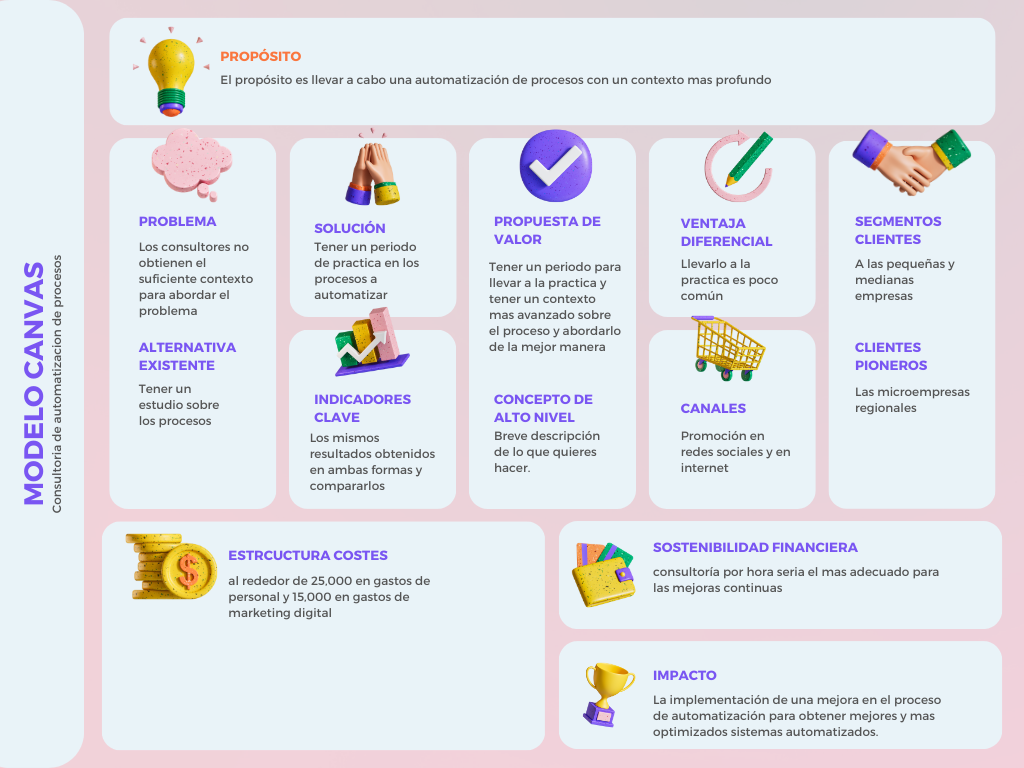 MODELO CANVAS
Consultoria de automatizacion de procesos
PROPÓSITO
El propósito es llevar a cabo una automatización de procesos con un contexto mas profundo
PROBLEMA
Los consultores no
obtienen el
suficiente contexto
para abordar el
problema
ALTERNATIVA
EXISTENTE
Tener un
estudio sobre
los procesos
SOLUCIÓN
Tener un periodo
de practica en los
procesos a
automatizar
INDICADORES
CLAVE
Los mismos
resultados obtenidos
en ambas formas y
compararlos
PROPUESTA DE
VALOR
Tener un periodo para
llevar a la practica y
tener un contexto
mas avanzado sobre
el proceso y abordarlo
de la mejor manera
CONCEPTO DE
ALTO NIVEL
Breve descripción
de lo que quieres
hacer.
VENTAJA
DIFERENCIAL
Llevarlo a la
practica es poco
común
CANALES
Promoción en
redes sociales y en
internet
SEGMENTOS
CLIENTES
A las pequeñas y
medianas
empresas
CLIENTES
PIONEROS
Las microempresas
regionales
ESTRCUCTURA COSTES
al rededor de 25,000 en gastos de
personal y 15,000 en gastos de
marketing digital
SOSTENIBILIDAD FINANCIERA
consultoría por hora seria el mas adecuado para
las mejoras continuas
IMPACTO
La implementación de una mejora en el proceso
de automatización para obtener mejores y mas
optimizados sistemas automatizados.